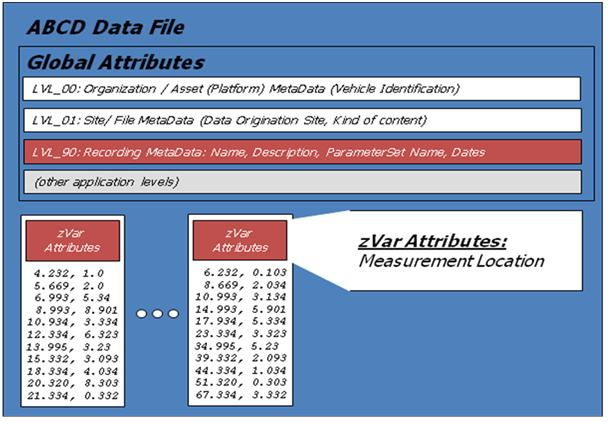 ABCD Data File
Global Attributes
LVL_00: Organization / Asset (Platform) MetaData (Vehicle Identification)
LVL_01: Site/ File MetaData (Data Origination Site, Kind of content)
LVL_90: Recording MetaData: Name, Description, ParameterSet Name, Dates
(other application levels)
zVar
Attributes
4.232, 1.0
5.669, 2.0
6.993, 5.34
8.993, 8.901
10.934, 3.334
12.334, 6.323
13.995, 3.23
15.332, 3.093
18.334, 4.034
20.320, 8.303
21.334, 0.332
zVar
Attributes
6.232, 0.103
8.669, 2.034
10.993, 3.134
14.993, 5.901
17.934, 5.334
23.334, 3.323
34.995, 5.23
39.332, 2.093
44.334, 1.034
51.320, 0.303
67.334, 3.332
zVar Attributes:
Measurement Location